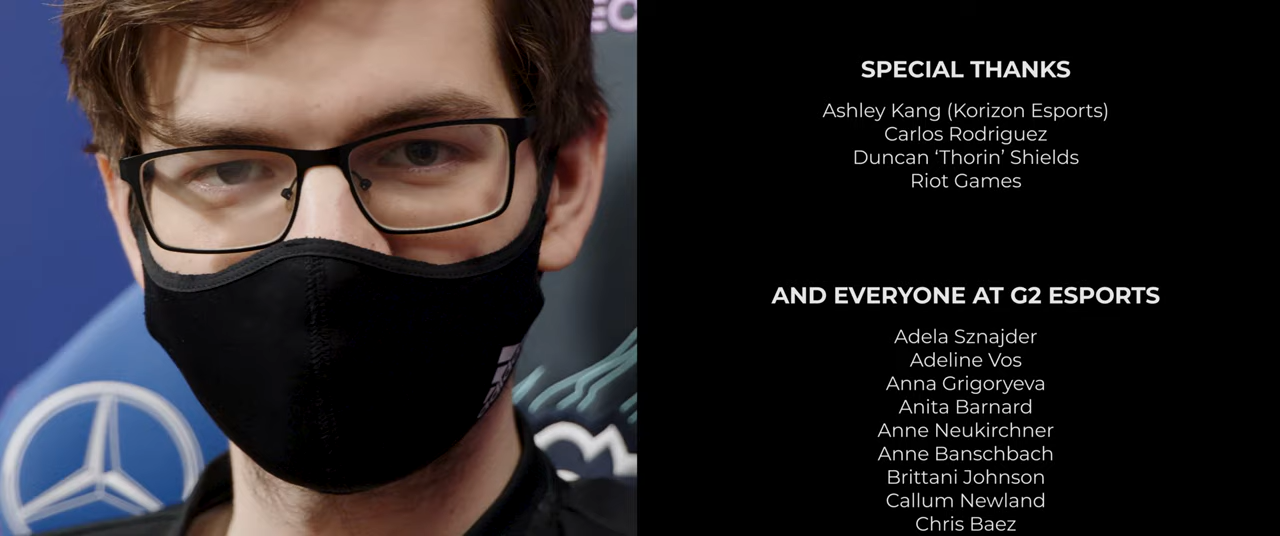 SPECIAL THANKS
Ashley Kang (Korizon Esports)
Carlos Rodriguez
Duncan ‘Thorin’ Shields
Riot Games
AND EVERYONE AT G2 ESPORTS
Adela Sznajder
Adeline Vos
Anna Grigoryeva
Anita Barnard
Anne Neukirchner
Anne Banschbach
Brittani Johnson
Callum Newland
Chris Baez